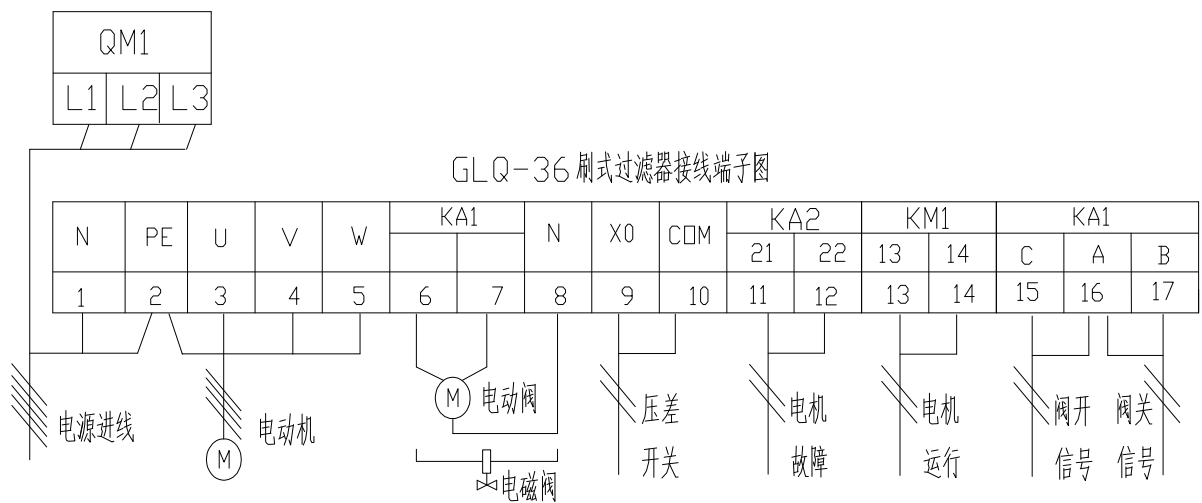 QM1
L1 L2 L3
GLQ-36刷式过滤器接线端子图
N PE U V W KA1 N X0 COM KA2 KM1 KA1
21 22 13 14 C A B
1 2 3 4 5 6 7 8 9 10 11 12 13 14 15 16 17
电源进线
M
电动机
M
电动阀
电磁阀
压差
开关
电机
故障
电机
运行
阀开
信号
阀关
信号